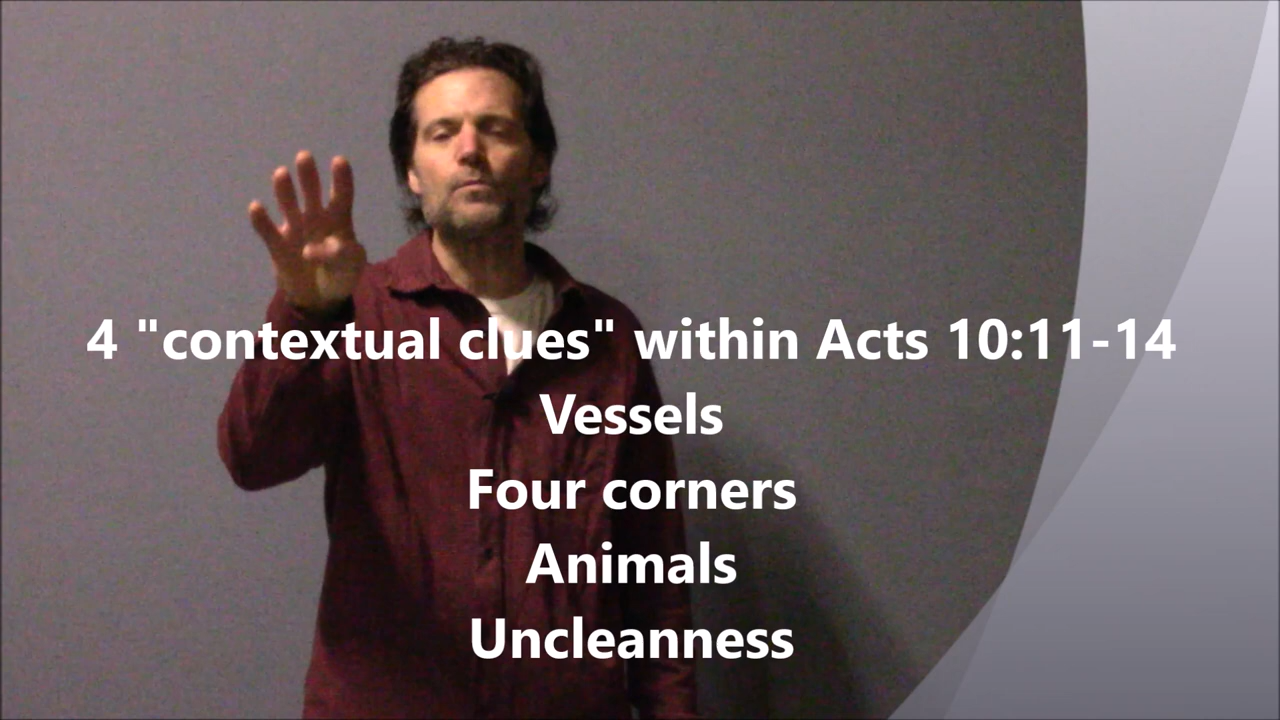 4 "contextual clues" within Acts 10:11-14
Vessels
Four corners
Animals
Uncleanness